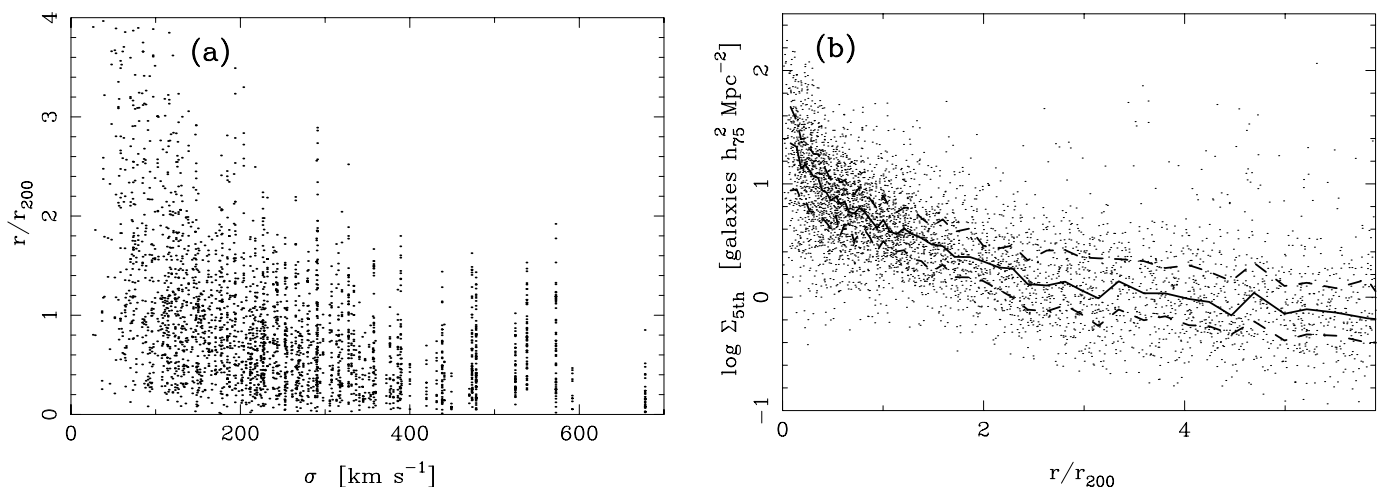 (a)
r/r₂₀₀
4
3
2
1
0
0 200 400 600
σ [km s⁻¹]
(b)
log Σ₅ₜₕ [galaxies h₇₅² Mpc⁻²]
2
1
0
−1
0 2 4
r/r₂₀₀